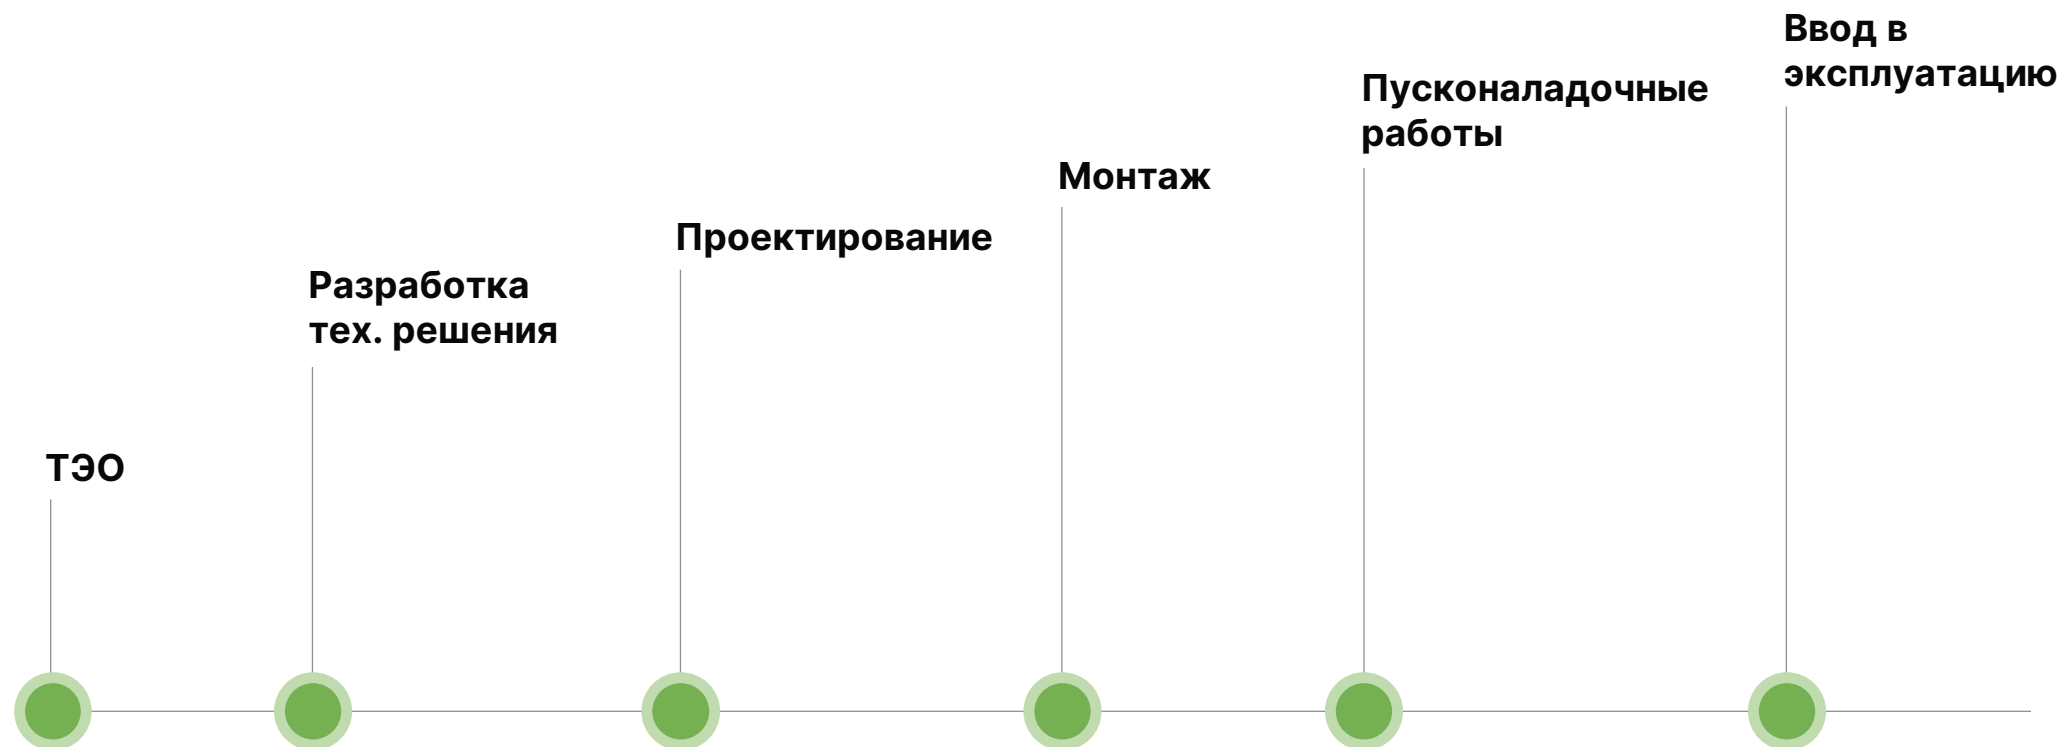 ТЭО
Разработка
тех. решения
Проектирование
Монтаж
Пусконаладочные
работы
Ввод в
эксплуатацию